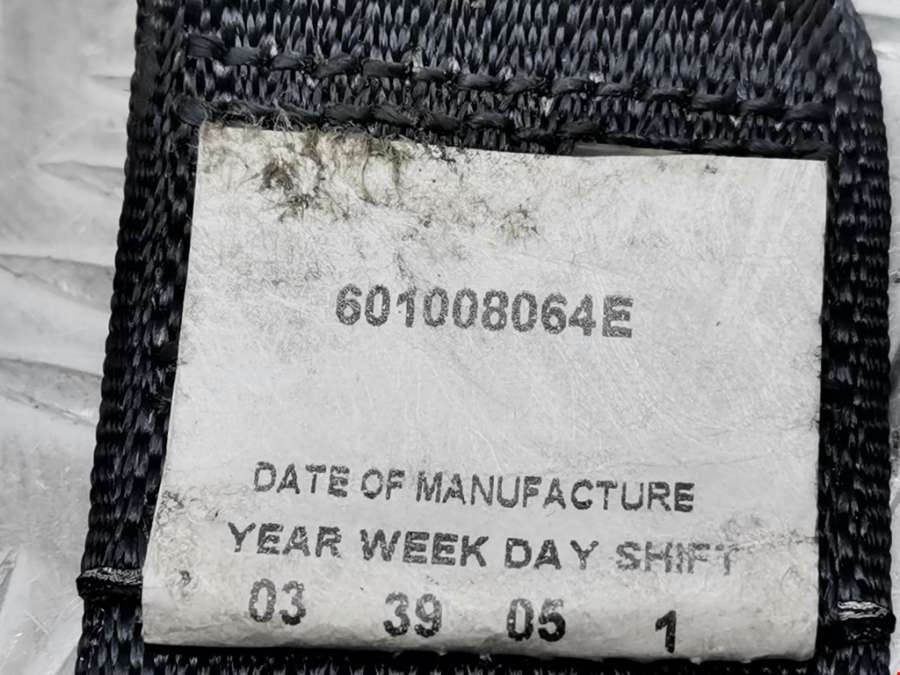 601008064E
DATE OF MANUFACTURE
YEAR WEEK DAY SHIFT
03 39 05 1